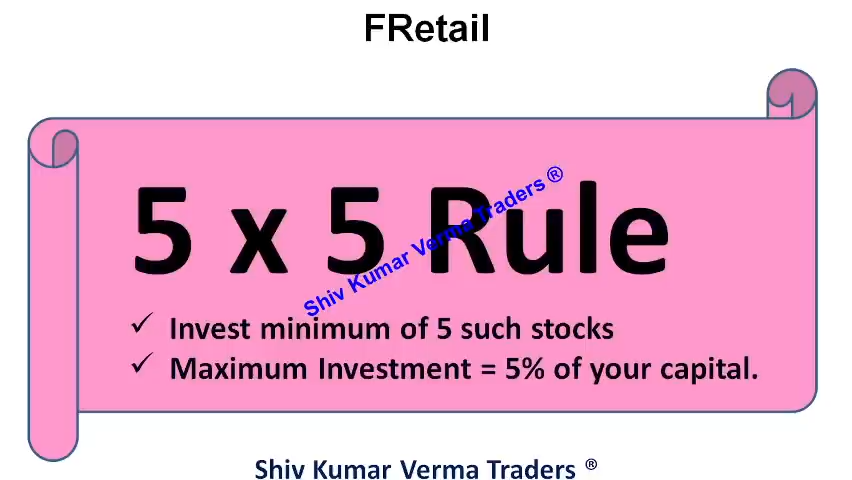 FRetail
5 x 5 Rule
Shiv Kumar Verma Traders ®
✓ Invest minimum of 5 such stocks
✓ Maximum Investment = 5% of your capital.
Shiv Kumar Verma Traders ®